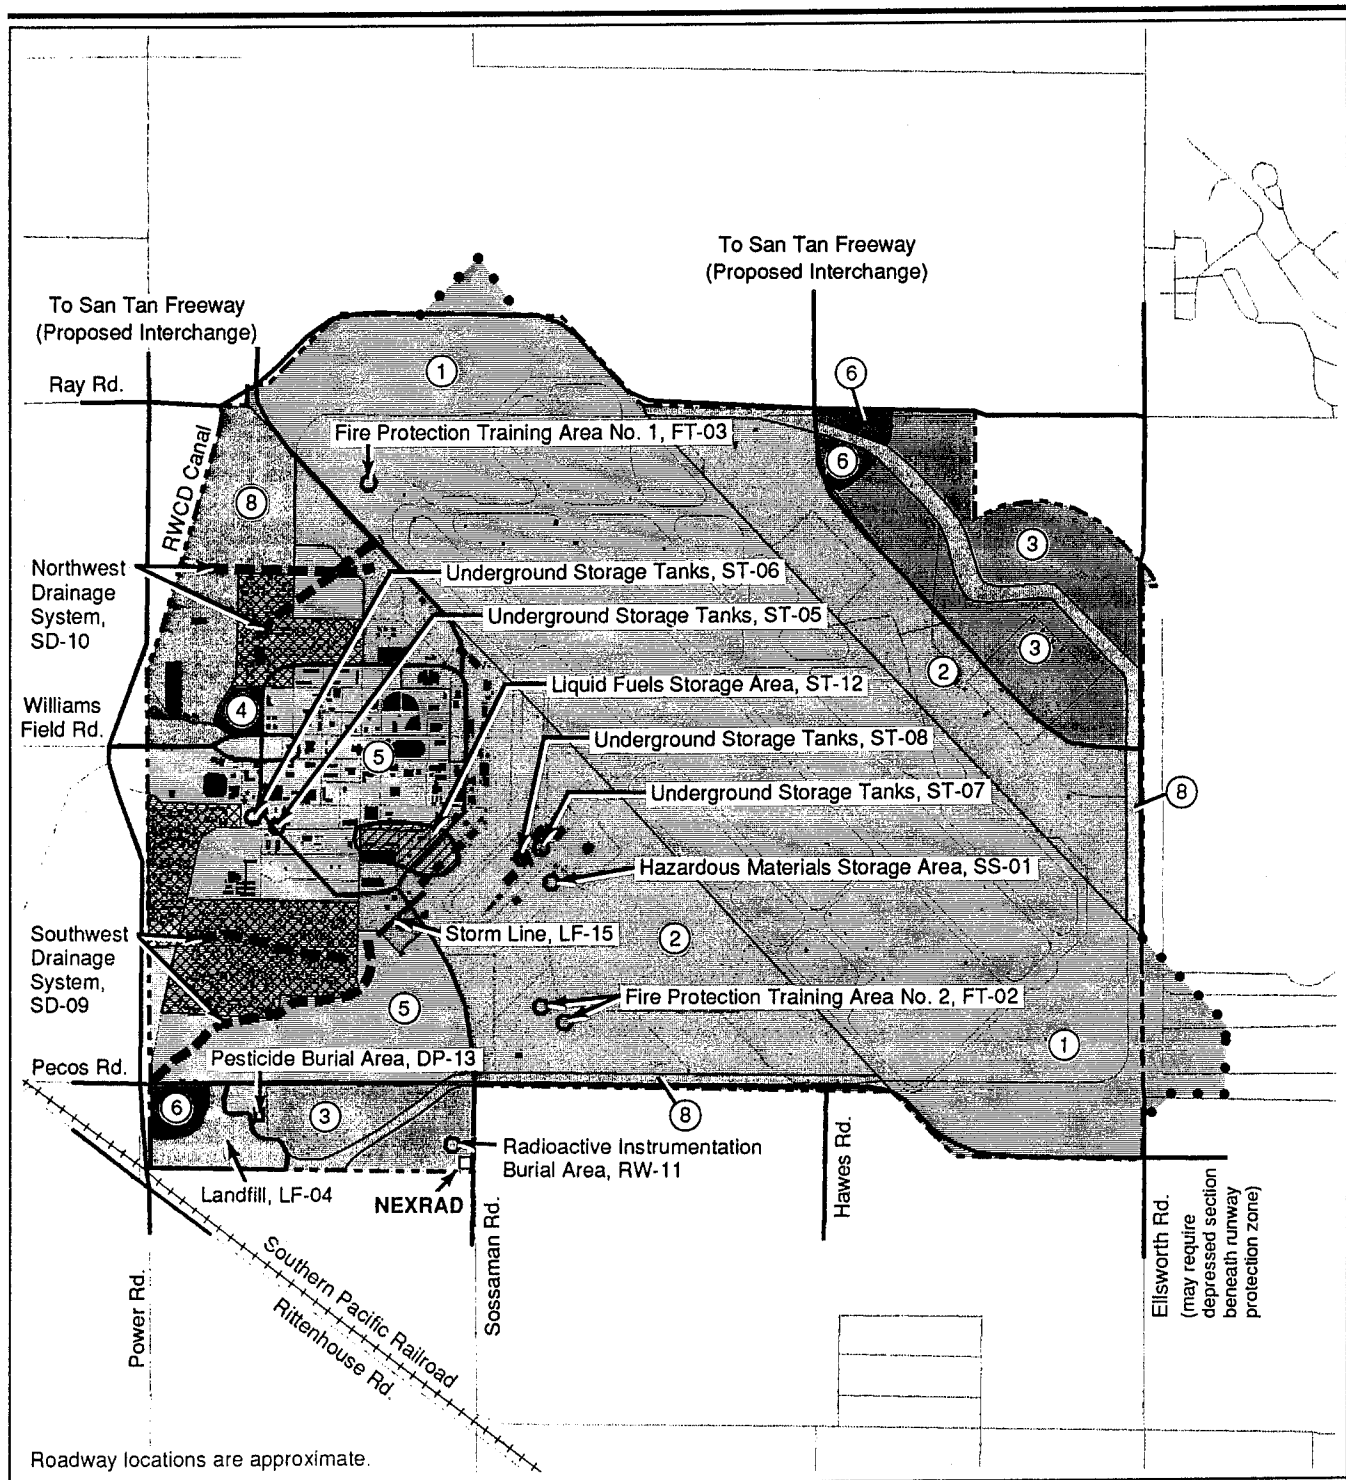 To San Tan Freeway
(Proposed Interchange)
To San Tan Freeway
(Proposed Interchange)
Ray Rd.
1
6
Fire Protection Training Area No. 1, FT-03
6
RWCD Canal
8
3
Northwest
Drainage
System,
SD-10
Underground Storage Tanks, ST-06
Underground Storage Tanks, ST-05
3
2
Liquid Fuels Storage Area, ST-12
4
Williams
Field Rd.
Underground Storage Tanks, ST-08
5
Underground Storage Tanks, ST-07
8
Hazardous Materials Storage Area, SS-01
Southwest
Drainage
System,
SD-09
Storm Line, LF-15
2
Fire Protection Training Area No. 2, FT-02
5
1
Pecos Rd.
Pesticide Burial Area, DP-13
6
3
8
Radioactive Instrumentation
Burial Area, RW-11
Landfill, LF-04
NEXRAD
Hawes Rd.
Sossaman Rd.
Ellsworth Rd.
(may require
depressed section
beneath runway
protection zone)
Power Rd.
Southern Pacific Railroad
Rittenhouse Rd.
Roadway locations are approximate.